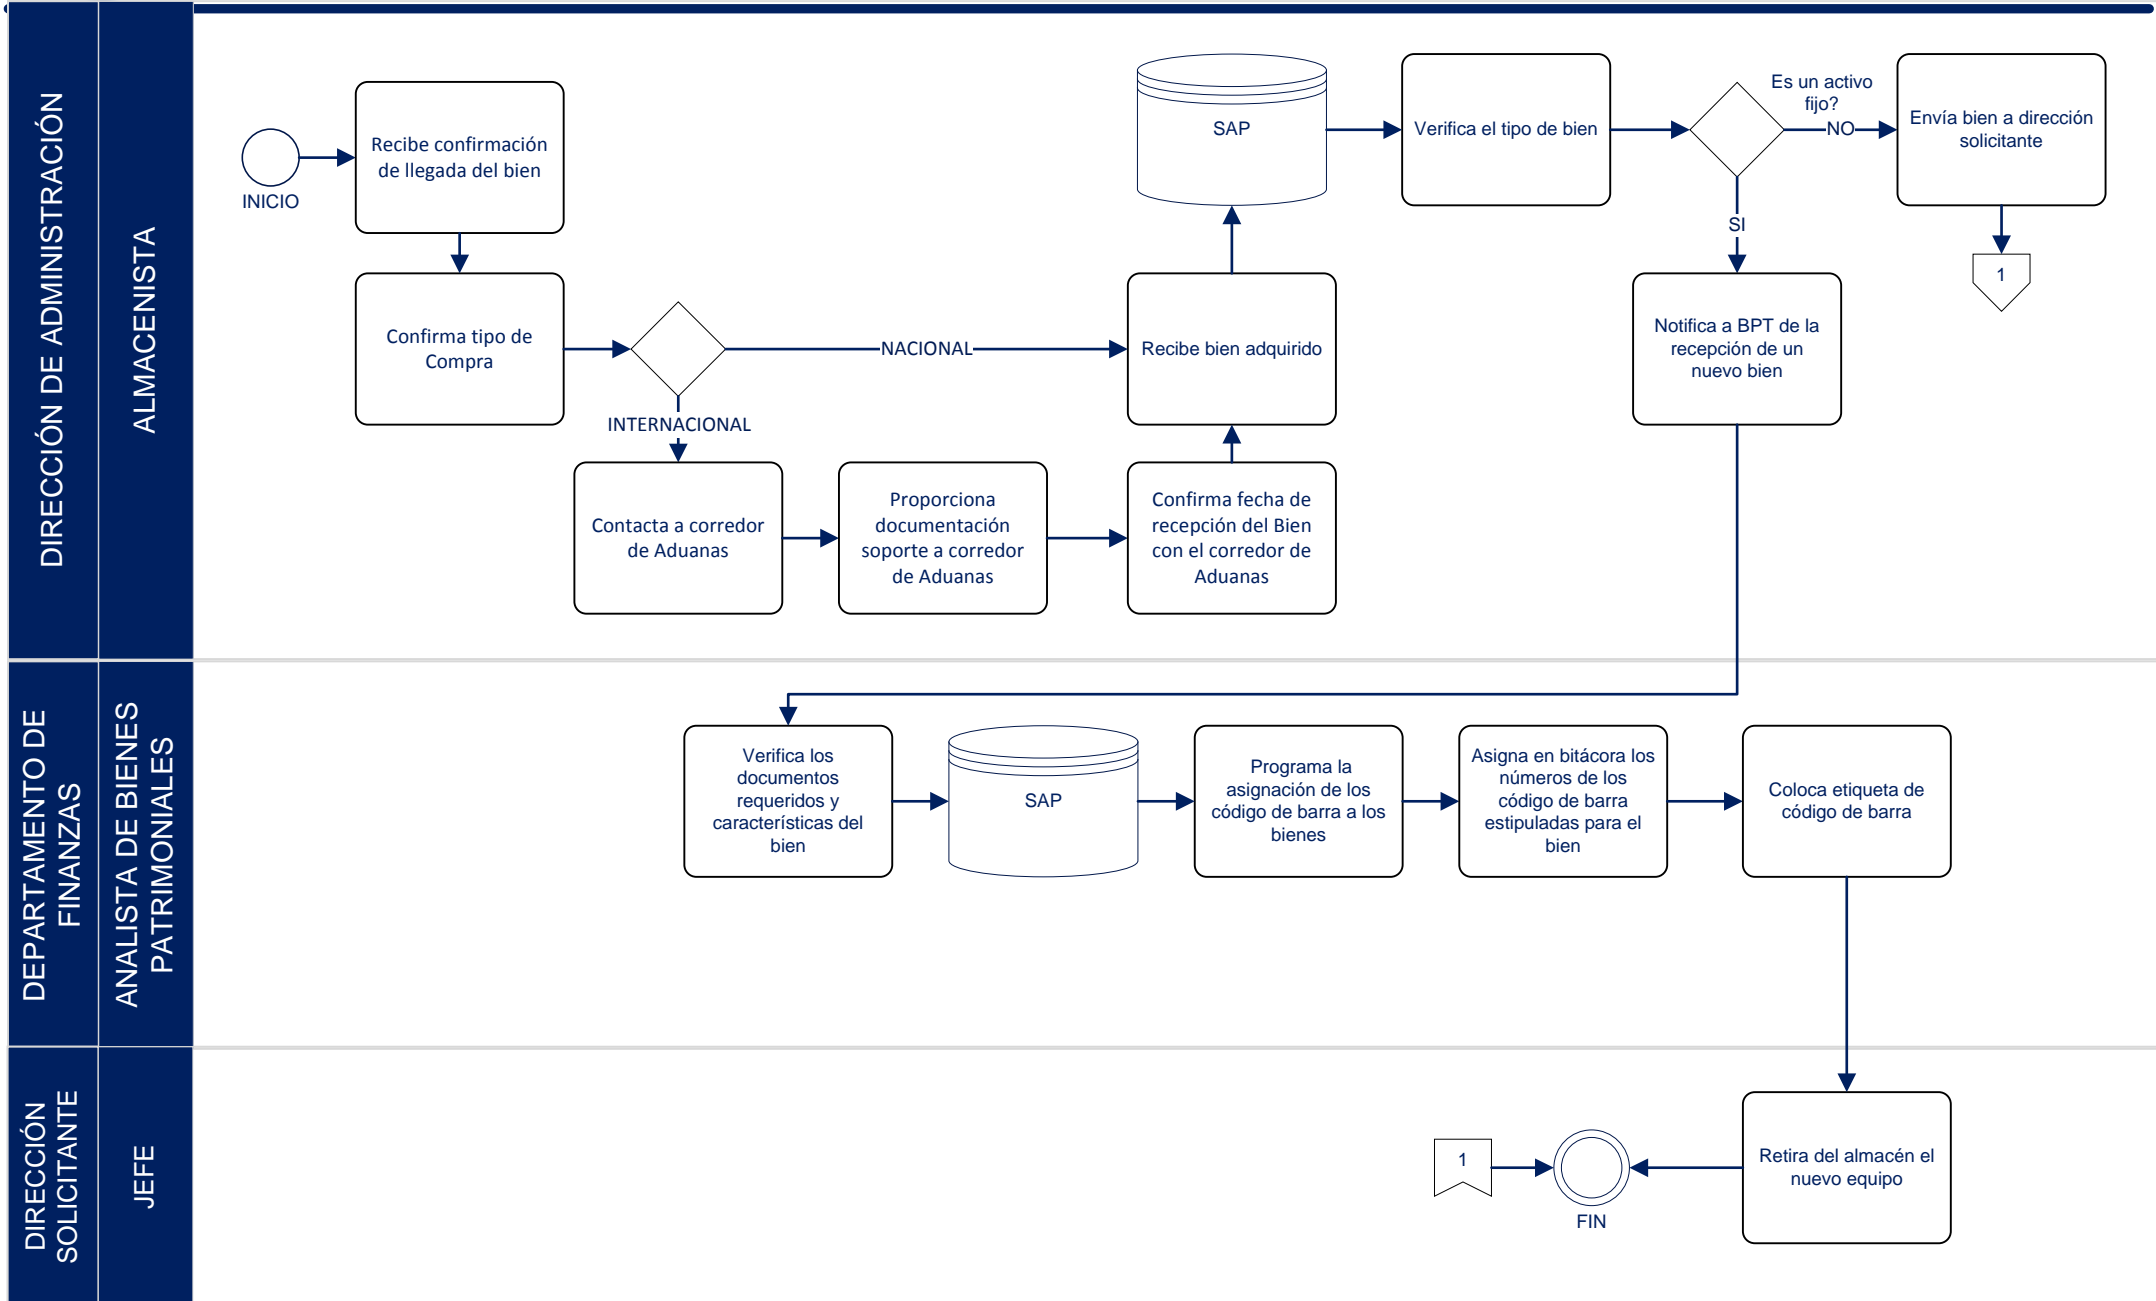 DIRECCIÓN DE ADMINISTRACIÓN
ALMACENISTA
INICIO
Recibe confirmación
de llegada del bien
Confirma tipo de
Compra
NACIONAL
INTERNACIONAL
Contacta a corredor
de Aduanas
Proporciona
documentación
soporte a corredor
de Aduanas
Confirma fecha de
recepción del Bien
con el corredor de
Aduanas
Recibe bien adquirido
SAP
Verifica el tipo de bien
Es un activo
fijo?
NO
SI
Envía bien a dirección
solicitante
1
Notifica a BPT de la
recepción de un
nuevo bien
DEPARTAMENTO DE
FINANZAS
ANALISTA DE BIENES
PATRIMONIALES
Verifica los
documentos
requeridos y
características del
bien
SAP
Programa la
asignación de los
código de barra a los
bienes
Asigna en bitácora los
números de los
código de barra
estipuladas para el
bien
Coloca etiqueta de
código de barra
DIRECCIÓN
SOLICITANTE
JEFE
1
FIN
Retira del almacén el
nuevo equipo